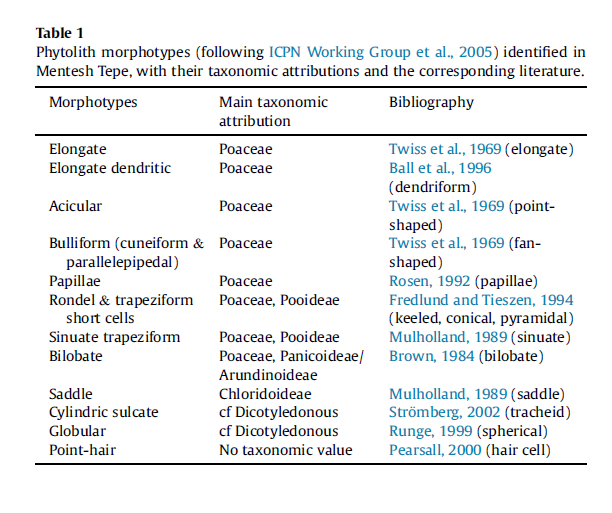 Table 1
Phytolith morphotypes (following ICPN Working Group et al., 2005) identified in
Mentesh Tepe, with their taxonomic attributions and the corresponding literature.
Morphotypes Main taxonomic attribution Bibliography
Elongate Poaceae Twiss et al., 1969 (elongate)
Elongate dendritic Poaceae Ball et al., 1996
(dendriform)
Acicular Poaceae Twiss et al., 1969 (point-
shaped)
Bulliform (cuneiform & Poaceae Twiss et al., 1969 (fan-
parallelepipedal) shaped)
Papillae Poaceae Rosen, 1992 (papillae)
Rondel & trapeziform Poaceae, Pooideae Fredlund and Tieszen, 1994
short cells (keeled, conical, pyramidal)
Sinuate trapeziform Poaceae, Pooideae Mulholland, 1989 (sinuate)
Bilobate Poaceae, Panicoideae/ Brown, 1984 (bilobate)
Arundinoideae
Saddle Chloridoideae Mulholland, 1989 (saddle)
Cylindric sulcate cf Dicotyledonous Strömberg, 2002 (tracheid)
Globular cf Dicotyledonous Runge, 1999 (spherical)
Point-hair No taxonomic value Pearsall, 2000 (hair cell)